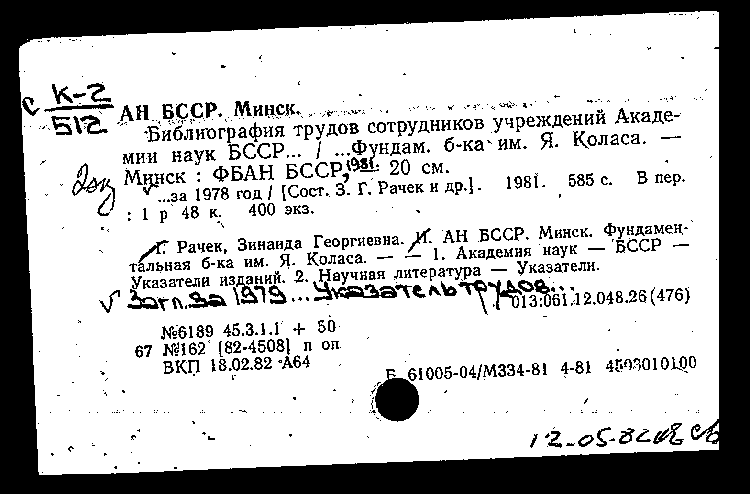 с К-2
512
АН БССР. Минск.
Библиография трудов сотрудников учреждений Акаде-
мии наук БССР... / ...Фундам. б-ка им. Я. Коласа. —
Минск : ФБАН БССР, 1981. 20 см.
2экз
...за 1978 год / [Сост. З. Г. Рачек и др.]. 1981. 585 с. В пер.
: 1 р 48 к. 400 экз.
I. Рачек, Зинаида Георгиевна. II. АН БССР. Минск. Фундамен-
тальная б-ка им. Я. Коласа. — — 1. Академия наук — БССР —
Указатели изданий. 2. Научная литература — Указатели.
√ Загл. за 1979 ... Указатель трудов...
013:061.12.048.26(476)
№6189 45.3.1.1 + 50
67 №162 [82-4508] п оп
ВКП 18.02.82 А64
Б 61005-04/М334-81 4-81 4503010100
12-05-82